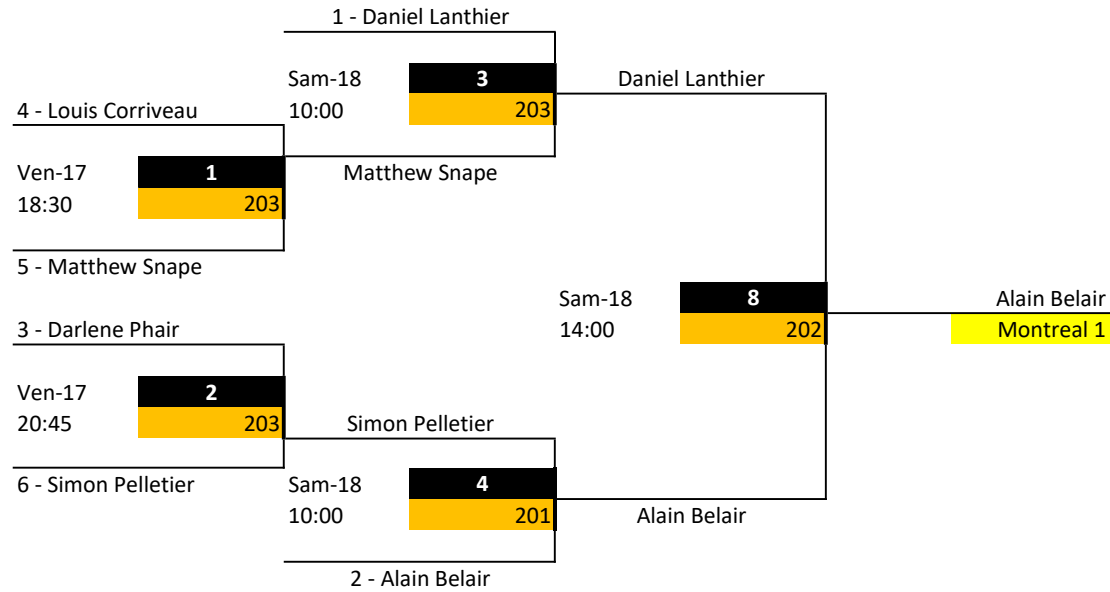 1 - Daniel Lanthier
Sam-18 3 Daniel Lanthier
4 - Louis Corriveau 10:00 203
Ven-17 1 Matthew Snape
18:30 203
5 - Matthew Snape
Sam-18 8 Alain Belair
3 - Darlene Phair 14:00 202 Montreal 1
Ven-17 2
20:45 203 Simon Pelletier
6 - Simon Pelletier Sam-18 4
10:00 201 Alain Belair
2 - Alain Belair